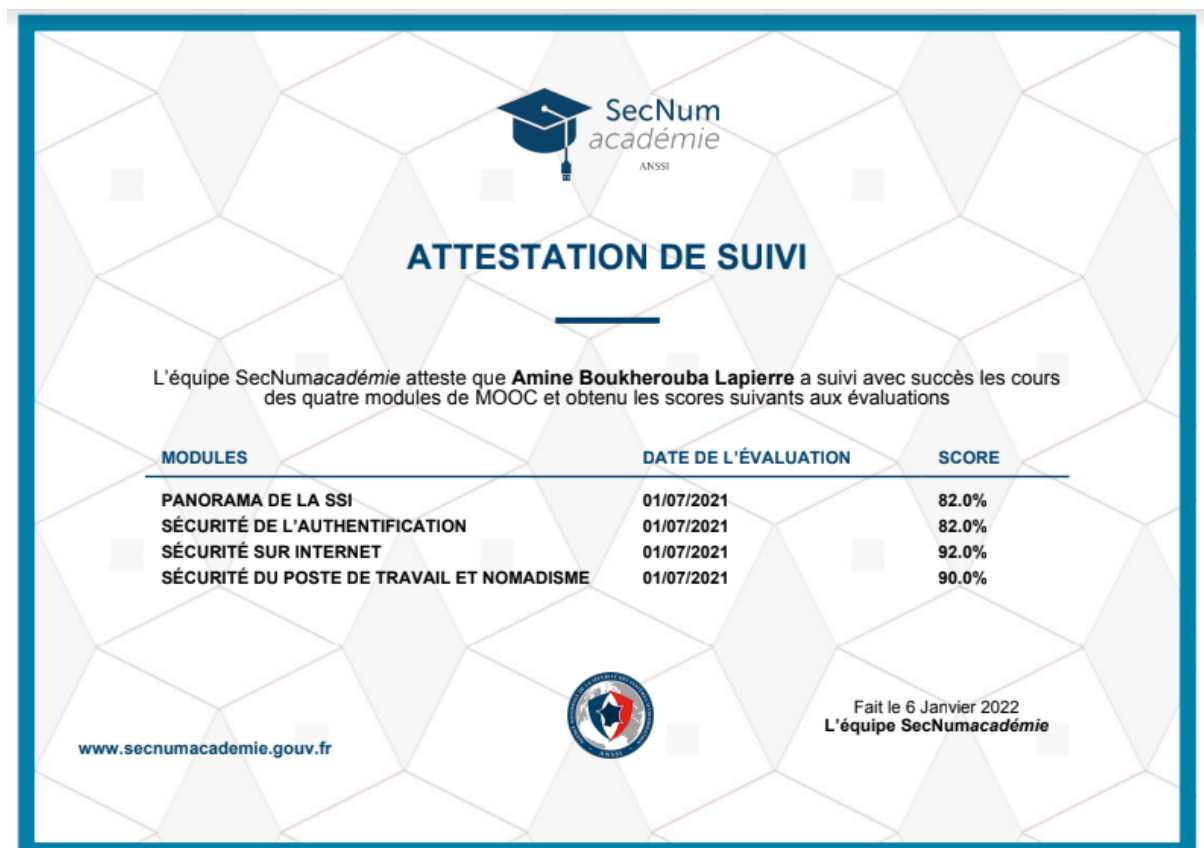 SecNum
académie
ANSSI
ATTESTATION DE SUIVI
L'équipe SecNumacadémie atteste que Amine Boukherouba Lapierre a suivi avec succès les cours
des quatre modules de MOOC et obtenu les scores suivants aux évaluations
MODULES DATE DE L'ÉVALUATION SCORE
PANORAMA DE LA SSI 01/07/2021 82.0%
SÉCURITÉ DE L'AUTHENTIFICATION 01/07/2021 82.0%
SÉCURITÉ SUR INTERNET 01/07/2021 92.0%
SÉCURITÉ DU POSTE DE TRAVAIL ET NOMADISME 01/07/2021 90.0%
Fait le 6 Janvier 2022
L'équipe SecNumacadémie
www.secnumacademie.gouv.fr
ANSSI